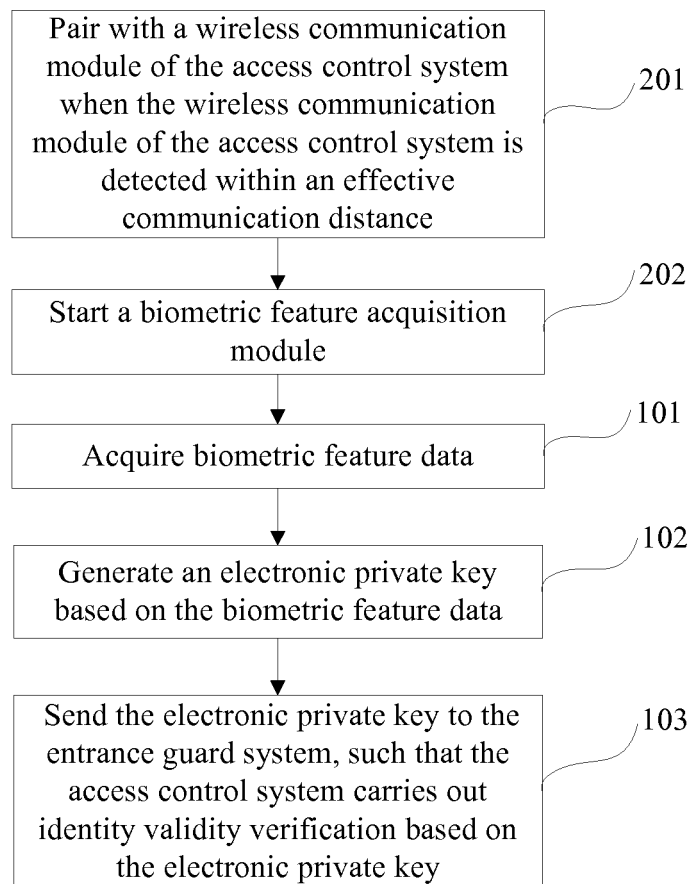 Pair with a wireless communication
module of the access control system
when the wireless communication
module of the access control system is
detected within an effective
communication distance
201
202
Start a biometric feature acquisition
module
101
Acquire biometric feature data
102
Generate an electronic private key
based on the biometric feature data
Send the electronic private key to the
entrance guard system, such that the
access control system carries out
identity validity verification based on
the electronic private key
103